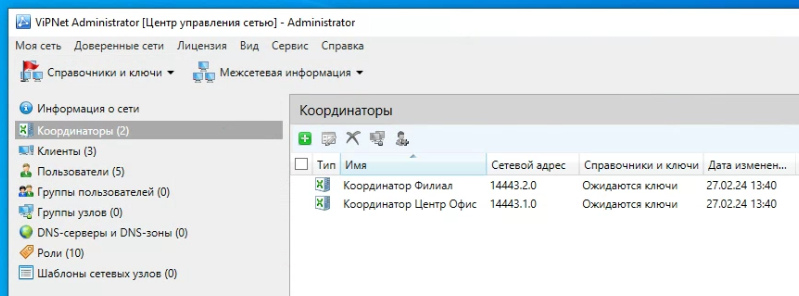 ViPNet Administrator [Центр управления сетью] - Administrator
Моя сеть Доверенные сети Лицензия Вид Сервис Справка
Справочники и ключи Межсетевая информация
Информация о сети
Координаторы (2)
Клиенты (3)
Пользователи (5)
Группы пользователей (0)
Группы узлов (0)
DNS-серверы и DNS-зоны (0)
Роли (10)
Шаблоны сетевых узлов (0)
Координаторы
Тип Имя Сетевой адрес Справочники и ключи Дата изменен...
Координатор Филиал 14443.2.0 Ожидаются ключи 27.02.24 13:40
Координатор Центр Офис 14443.1.0 Ожидаются ключи 27.02.24 13:40